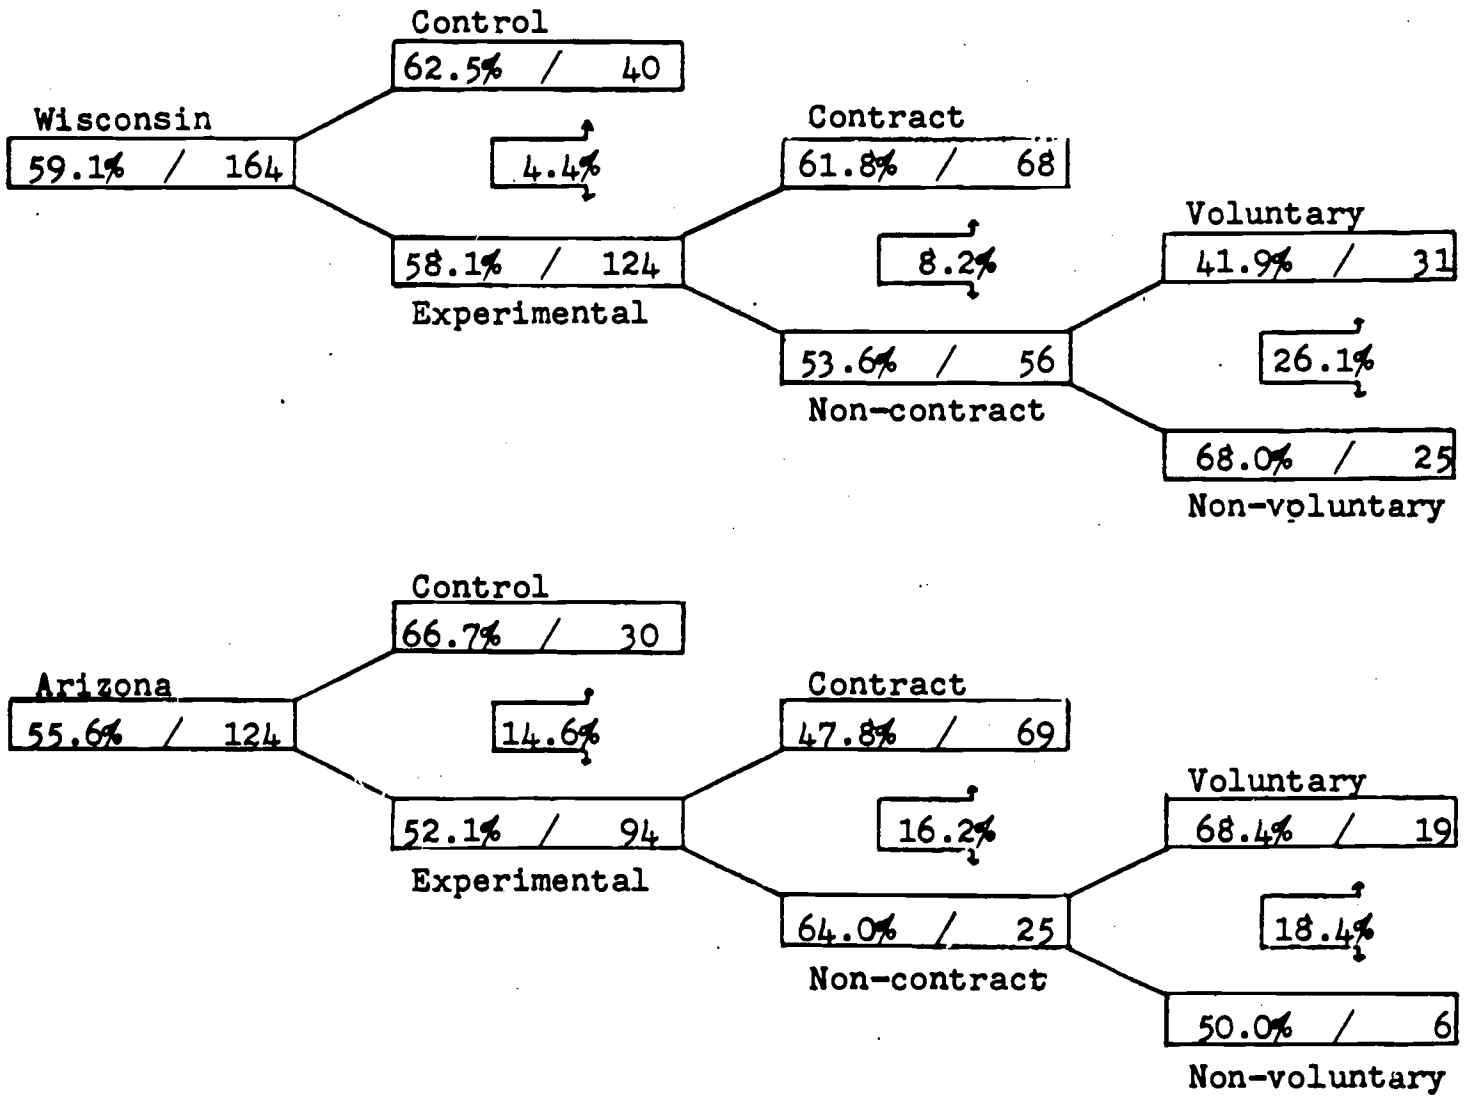 Control
62.5% / 40
Wisconsin
59.1% / 164
4.4%
Contract
61.8% / 68
58.1% / 124
Experimental
8.2%
Voluntary
41.9% / 31
53.6% / 56
Non-contract
26.1%
68.0% / 25
Non-voluntary
Control
66.7% / 30
Arizona
55.6% / 124
14.6%
Contract
47.8% / 69
52.1% / 94
Experimental
16.2%
Voluntary
68.4% / 19
64.0% / 25
Non-contract
18.4%
50.0% / 6
Non-voluntary